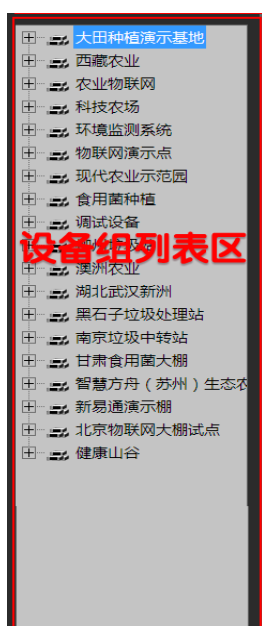 大田种植演示基地
西藏农业
农业物联网
科技农场
环境监测系统
物联网演示点
现代农业示范园
食用菌种植
调试设备
设备组列表区
澳洲农业
湖北武汉新洲
黑石子垃圾处理站
南京垃圾中转站
甘肃食用菌大棚
智慧方舟（苏州）生态农
新易通演示棚
北京物联网大棚试点
健康山谷